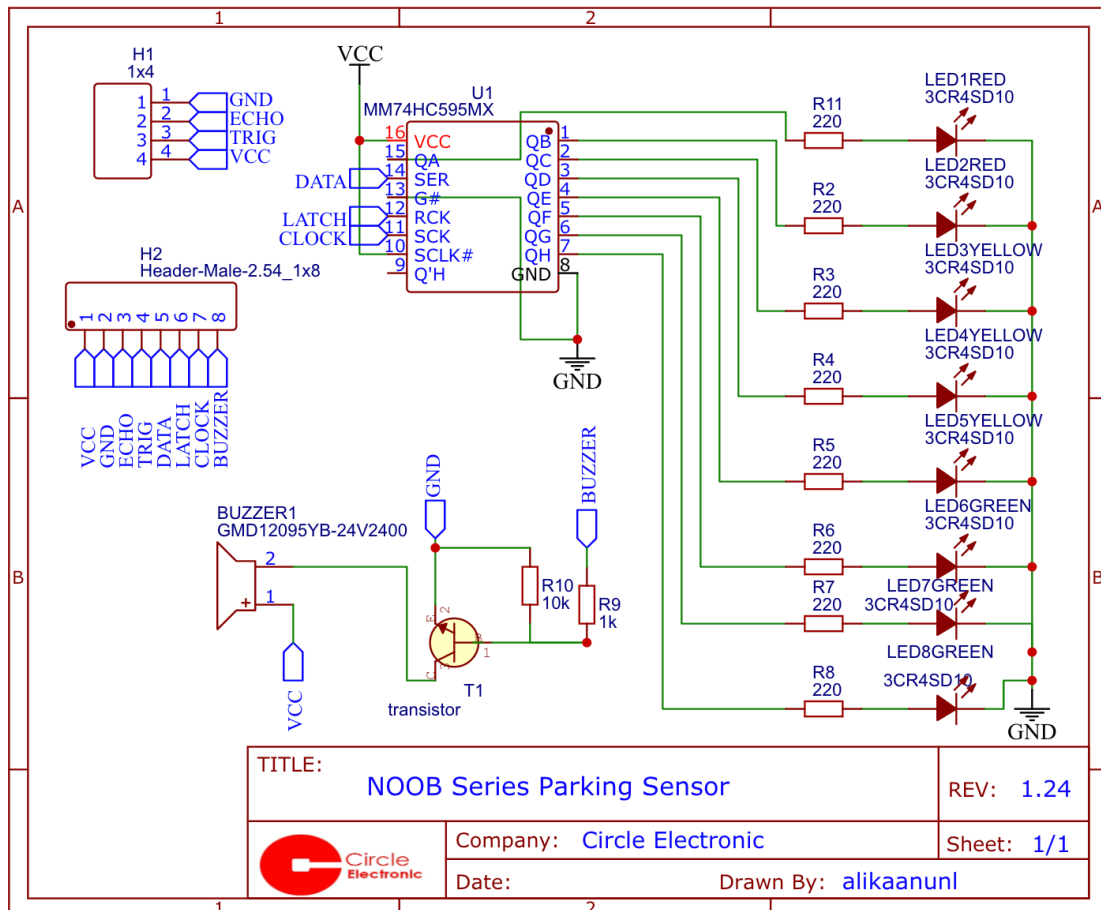 1
2
H1
1x4
1
2
3
4
1
2
3
4
GND
ECHO
TRIG
VCC
VCC
U1
MM74HC595MX
16
15
14
13
12
11
10
9
VCC
QA
SER
G#
RCK
SCK
SCLK#
Q'H
QB
QC
QD
QE
QF
QG
QH
GND
1
2
3
4
5
6
7
8
DATA
LATCH
CLOCK
GND
A
A
H2
Header-Male-2.54_1x8
1
2
3
4
5
6
7
8
VCC
GND
ECHO
TRIG
DATA
LATCH
CLOCK
BUZZER
R11
220
LED1RED
3CR4SD10
R2
220
LED2RED
3CR4SD10
R3
220
LED3YELLOW
3CR4SD10
R4
220
LED4YELLOW
3CR4SD10
R5
220
LED5YELLOW
3CR4SD10
R6
220
LED6GREEN
3CR4SD10
R7
220
LED7GREEN
3CR4SD10
R8
220
LED8GREEN
3CR4SD10
GND
B
B
BUZZER1
GMD12095YB-24V2400
2
1
+
VCC
GND
BUZZER
R10
10k
R9
1k
E
2
B
1
C
T1
transistor
TITLE:
NOOB Series Parking Sensor
REV: 1.24
Circle
Electronic
Company: Circle Electronic
Sheet: 1/1
Date:
Drawn By: alikaanunl
1
2